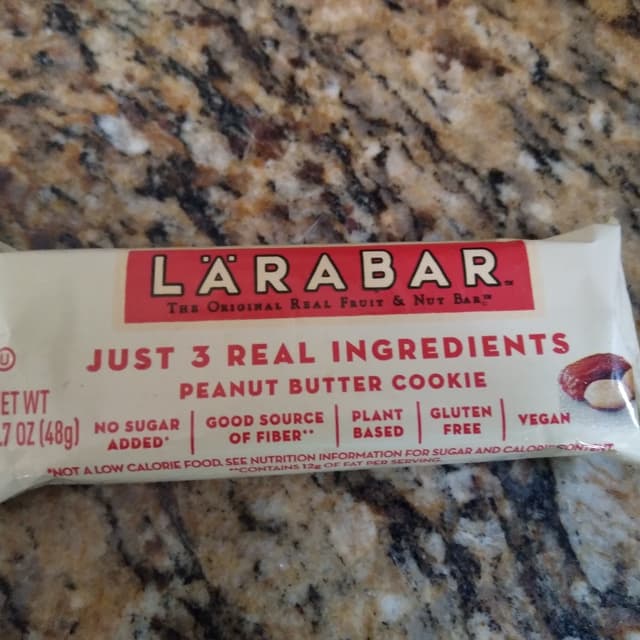 LÄRABAR™
The Original Real Fruit & Nut Bar™
JUST 3 REAL INGREDIENTS
PEANUT BUTTER COOKIE
U
ET WT
.7 OZ (48g)
NO SUGAR
ADDED*
GOOD SOURCE
OF FIBER**
PLANT
BASED
GLUTEN
FREE
VEGAN
*NOT A LOW CALORIE FOOD. SEE NUTRITION INFORMATION FOR SUGAR AND CALORIE CONTENT.
**CONTAINS 12g OF FAT PER SERVING.